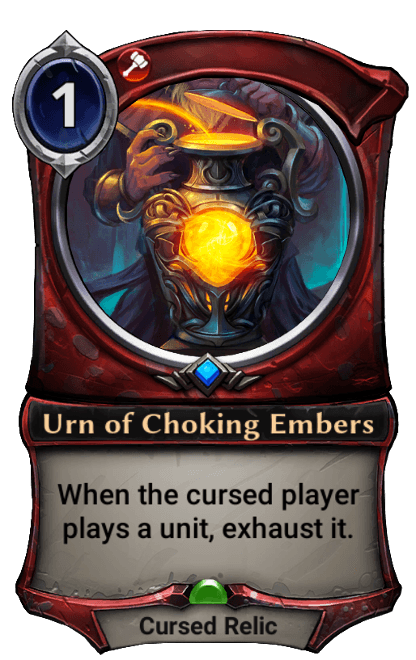 1
Urn of Choking Embers
When the cursed player
plays a unit, exhaust it.
Cursed Relic